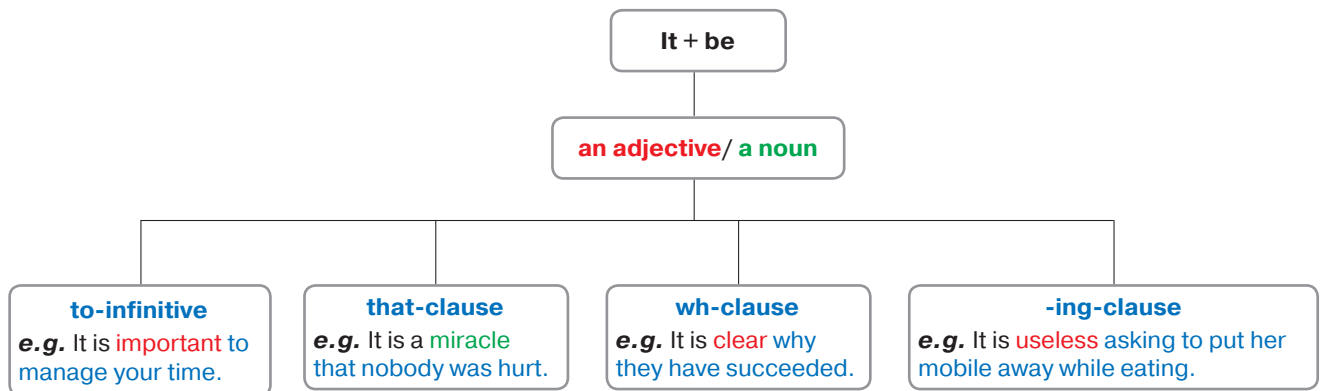 It + be
an adjective/ a noun
to-infinitive
e.g. It is important to
manage your time.
that-clause
e.g. It is a miracle
that nobody was hurt.
wh-clause
e.g. It is clear why
they have succeeded.
-ing-clause
e.g. It is useless asking to put her
mobile away while eating.